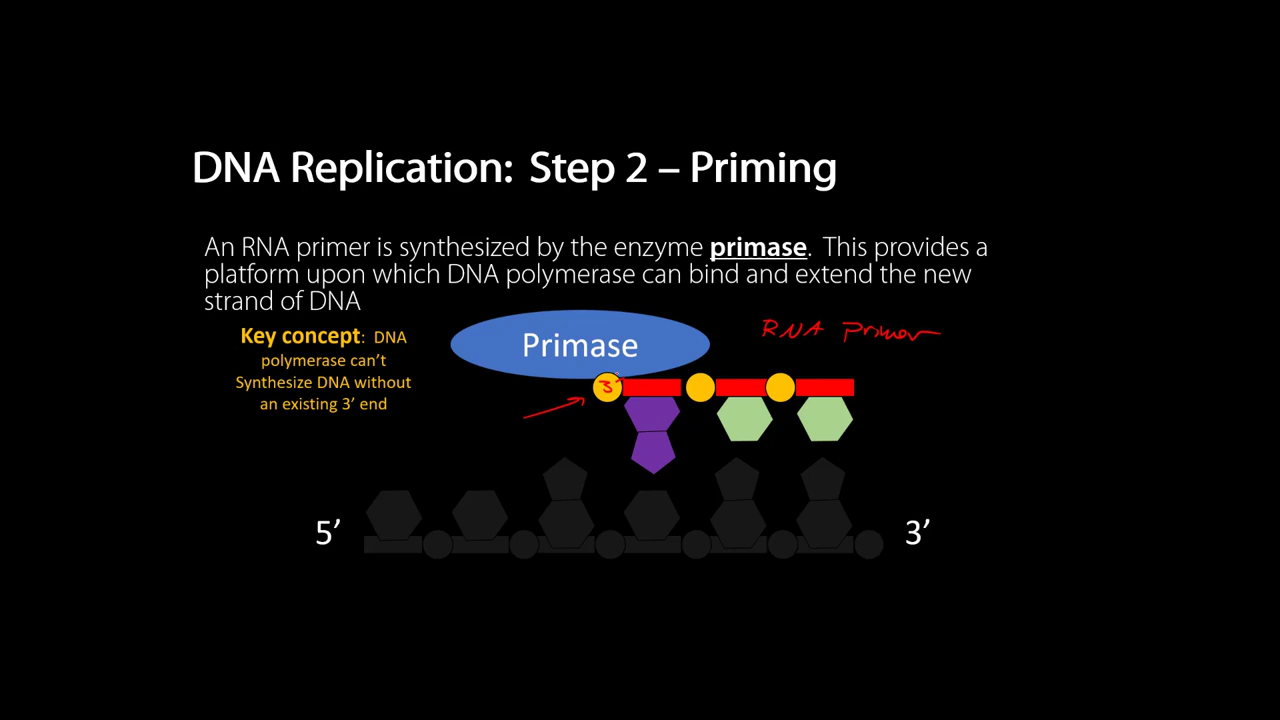 DNA Replication: Step 2 – Priming
An RNA primer is synthesized by the enzyme primase. This provides a
platform upon which DNA polymerase can bind and extend the new
strand of DNA
Key concept: DNA
polymerase can't
Synthesize DNA without
an existing 3' end
Primase
RNA Primer
3'
5'
3'